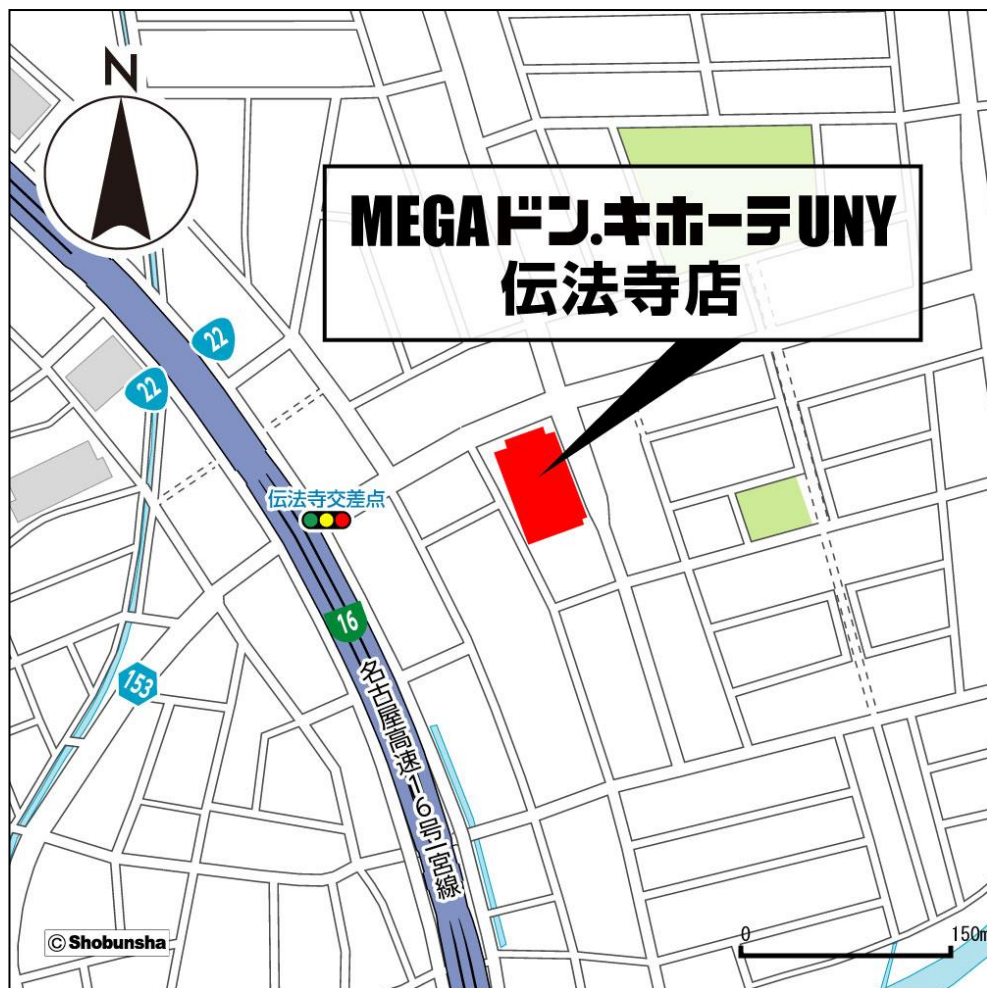 N
MEGAドン.キホーテUNY
伝法寺店
22
22
伝法寺交差点
16
153
名古屋高速16号一宮線
© Shobunsha
0
150m